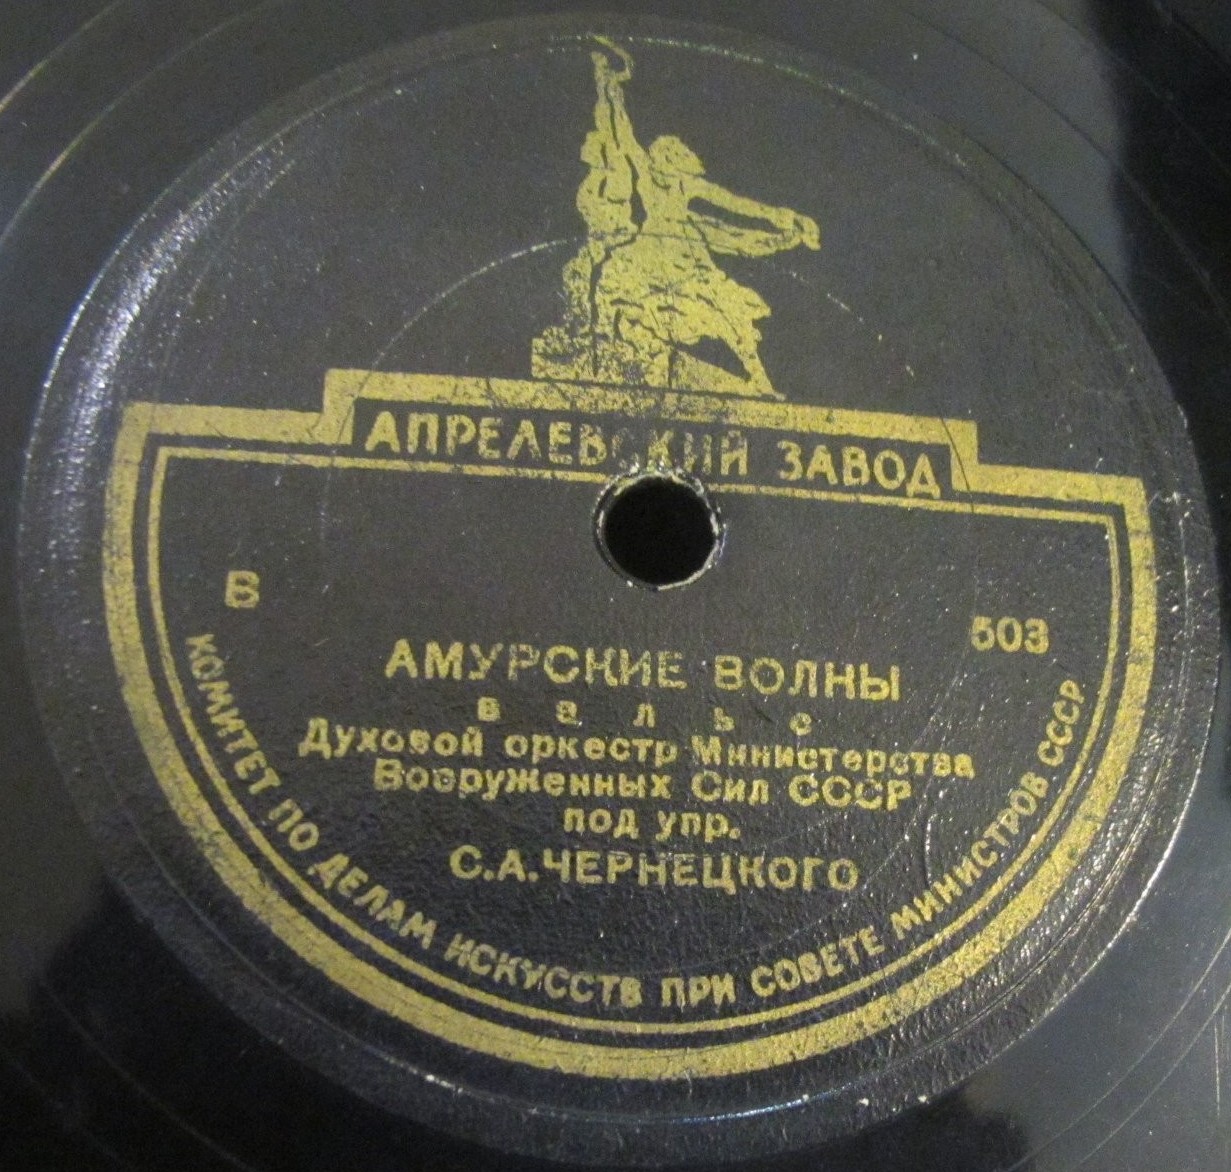 АПРЕЛЕВСКИЙ ЗАВОД
В 503
АМУРСКИЕ ВОЛНЫ
вальс
Духовой оркестр Министерства
Вооруженных Сил СССР
под упр.
С.А.ЧЕРНЕЦКОГО
КОМИТЕТ ПО ДЕЛАМ ИСКУССТВ ПРИ СОВЕТЕ МИНИСТРОВ СССР